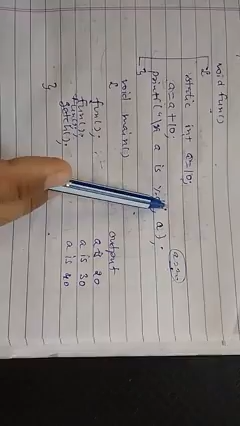 void fun()
{
static int a=10;
a=a+10;
printf("\n a is %d", a);
}
void main()
{
fun();
fun();
fun();
getch();
}
output
a is 20
a is 30
a is 40